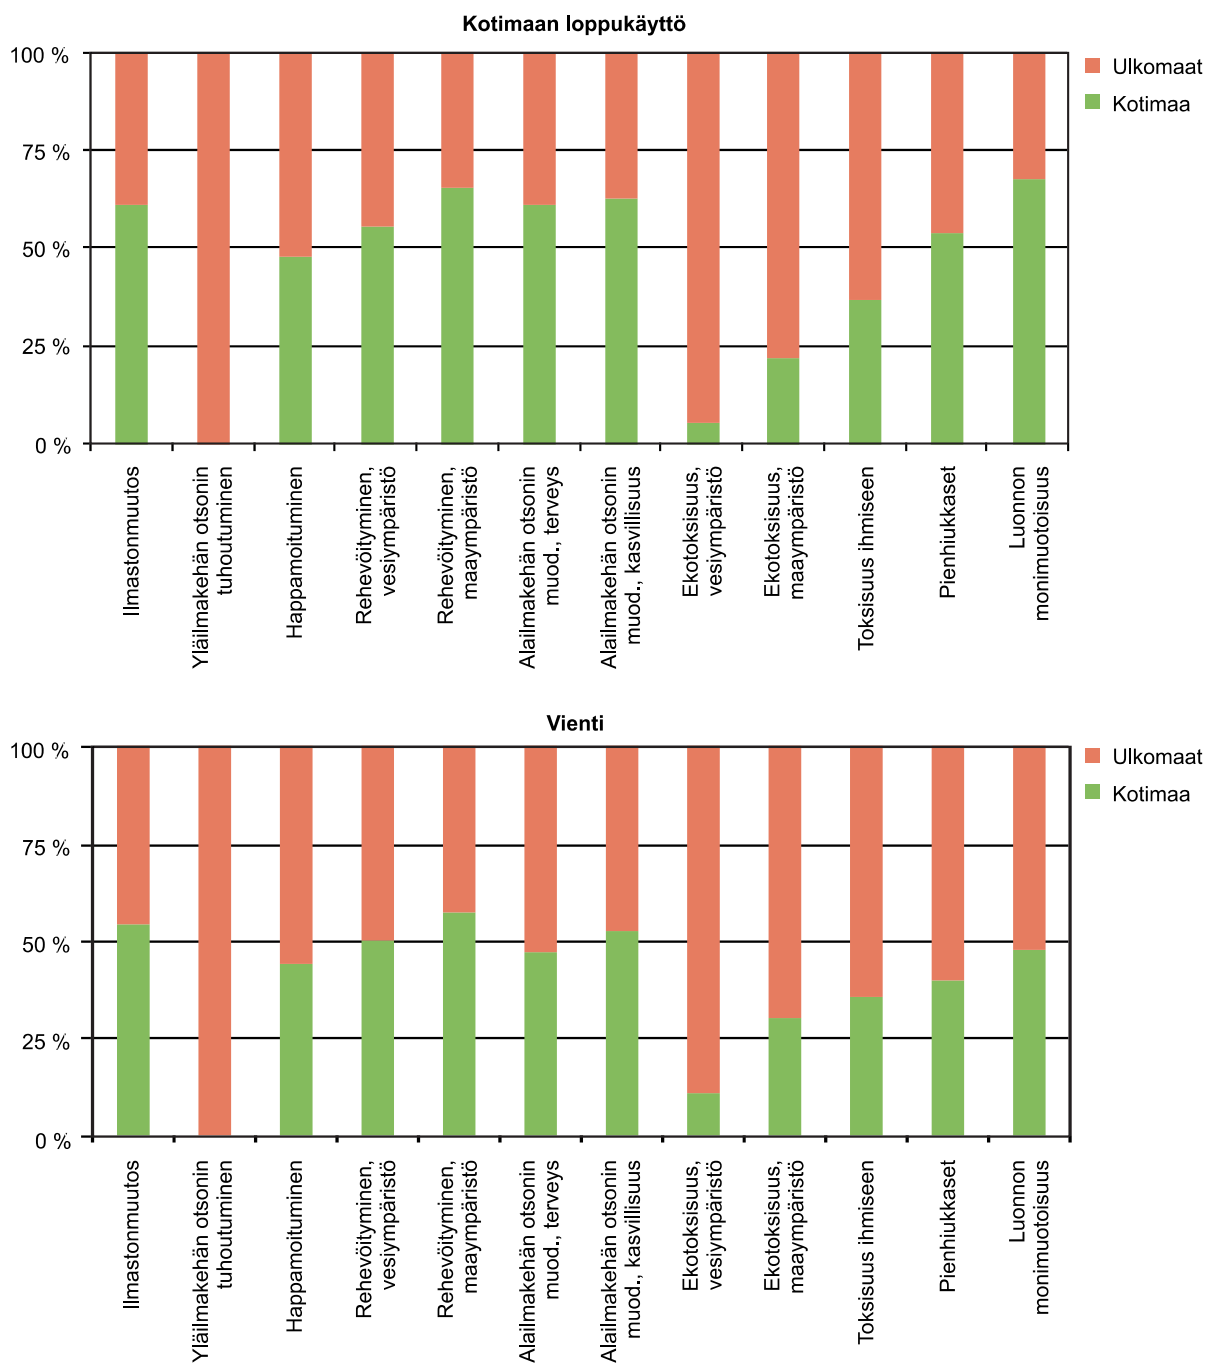 Kotimaan loppukäyttö
100 %
75 %
50 %
25 %
0 %
Ulkomaat
Kotimaa
Ilmastonmuutos
Yläilmakehän otsonin
tuhoutuminen
Happamoituminen
Rehevöityminen,
vesiympäristö
Rehevöityminen,
maaympäristö
Alailmakehän otsonin
muod., terveys
Alailmakehän otsonin
muod., kasvillisuus
Ekotoksisuus,
vesiympäristö
Ekotoksisuus,
maaympäristö
Toksisuus ihmiseen
Pienhiukkaset
Luonnon
monimuotoisuus
Vienti
100 %
75 %
50 %
25 %
0 %
Ulkomaat
Kotimaa
Ilmastonmuutos
Yläilmakehän otsonin
tuhoutuminen
Happamoituminen
Rehevöityminen,
vesiympäristö
Rehevöityminen,
maaympäristö
Alailmakehän otsonin
muod., terveys
Alailmakehän otsonin
muod., kasvillisuus
Ekotoksisuus,
vesiympäristö
Ekotoksisuus,
maaympäristö
Toksisuus ihmiseen
Pienhiukkaset
Luonnon
monimuotoisuus